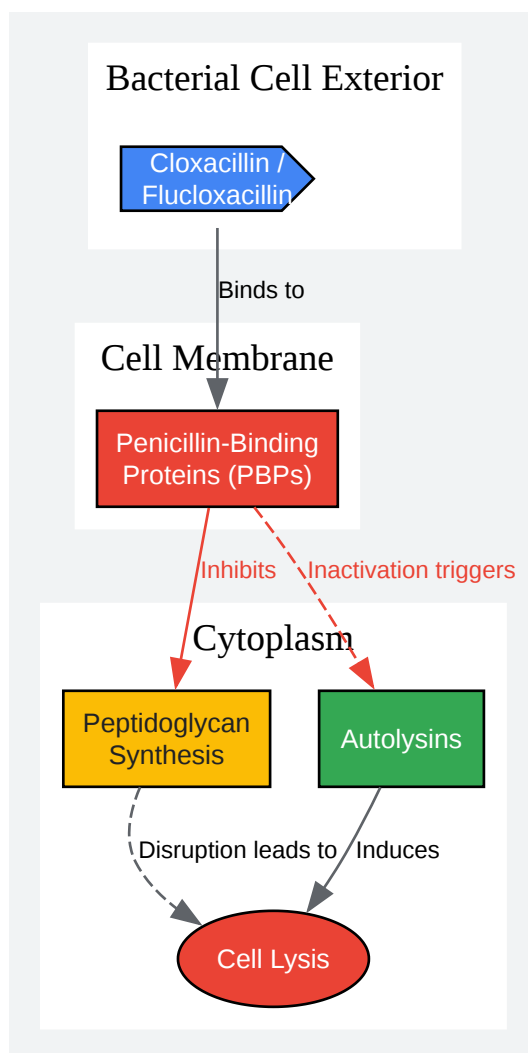 Bacterial Cell Exterior
Cloxacillin /
Flucloxacillin
Binds to
Cell Membrane
Penicillin-Binding
Proteins (PBPs)
Inhibits
Inactivation triggers
Cytoplasm
Peptidoglycan
Synthesis
Autolysins
Disruption leads to
Induces
Cell Lysis